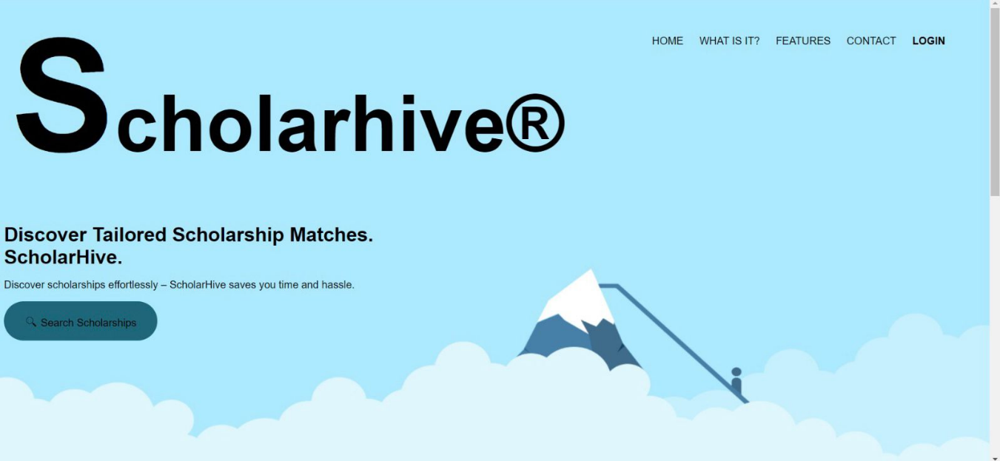 Scholarhive®
HOME WHAT IS IT? FEATURES CONTACT LOGIN
Discover Tailored Scholarship Matches.
ScholarHive.
Discover scholarships effortlessly – ScholarHive saves you time and hassle.
Search Scholarships